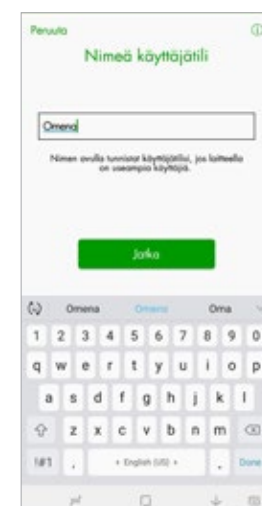 Peruuta
Nimeä käyttäjätili
Omena
Nimen avulla tunnistat käyttäjätilisi, jos laitteella
on useampia käyttäjiä.
Jatka
Omena Omena Oma
1 2 3 4 5 6 7 8 9 0
q w e r t y u i o p
a s d f g h j k l
z x c v b n m
!#1 , English (US) . Done